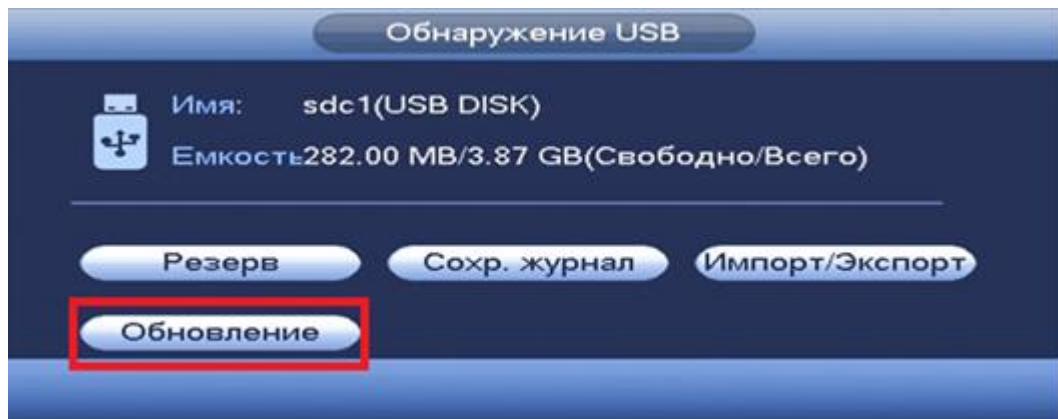 Обнаружение USB
Имя: sdc1(USB DISK)
Емкость282.00 MB/3.87 GB(Свободно/Всего)
Резерв Сохр. журнал Импорт/Экспорт
Обновление